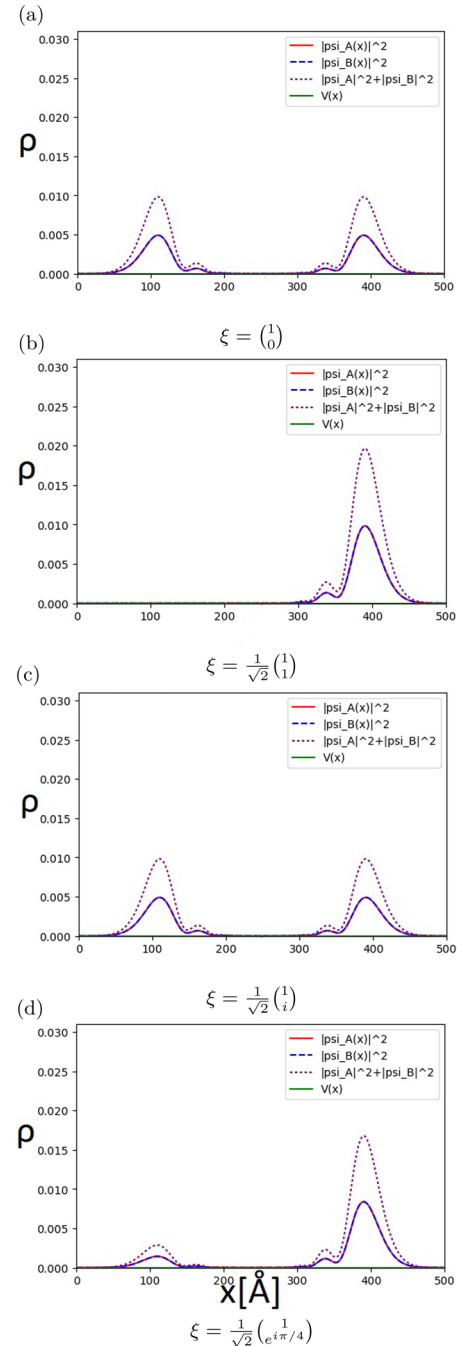 (a)
0.030
0.025
0.020
0.015
0.010
0.005
0.000
ρ
|psi_A(x)|^2
|psi_B(x)|^2
|psi_A|^2+|psi_B|^2
V(x)
0 100 200 300 400 500
ξ = (1 0)
(b)
0.030
0.025
0.020
0.015
0.010
0.005
0.000
ρ
|psi_A(x)|^2
|psi_B(x)|^2
|psi_A|^2+|psi_B|^2
V(x)
0 100 200 300 400 500
ξ = 1/√2 (1 1)
(c)
0.030
0.025
0.020
0.015
0.010
0.005
0.000
ρ
|psi_A(x)|^2
|psi_B(x)|^2
|psi_A|^2+|psi_B|^2
V(x)
0 100 200 300 400 500
ξ = 1/√2 (1 i)
(d)
0.030
0.025
0.020
0.015
0.010
0.005
0.000
ρ
|psi_A(x)|^2
|psi_B(x)|^2
|psi_A|^2+|psi_B|^2
V(x)
0 100 200 300 400 500
x[Å]
ξ = 1/√2 (1 e^{iπ/4})